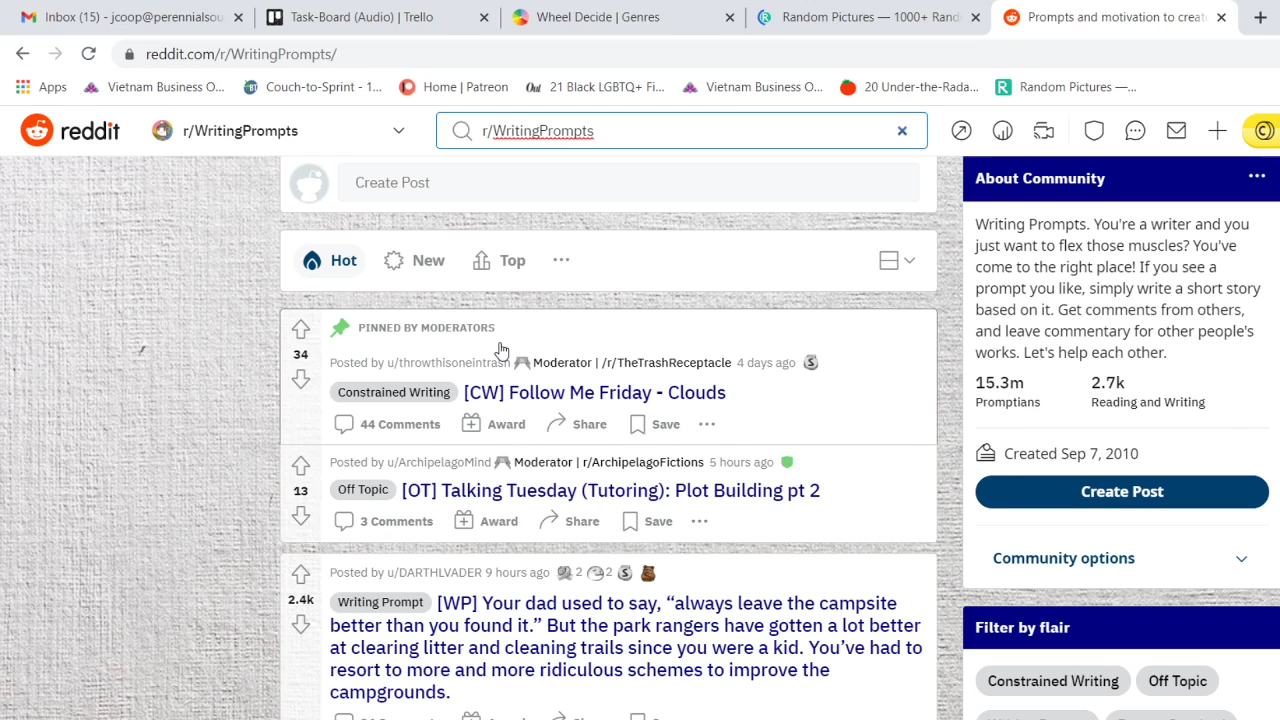 Inbox (15) - jcoop@perennialsou
Task-Board (Audio) | Trello
Wheel Decide | Genres
Random Pictures — 1000+ Rand
Prompts and motivation to creat
reddit.com/r/WritingPrompts/
Apps
Vietnam Business O...
Couch-to-Sprint - 1...
Home | Patreon
Out 21 Black LGBTQ+ Fi...
Vietnam Business O...
20 Under-the-Rada...
R Random Pictures —...
reddit
r/WritingPrompts
r/WritingPrompts
Create Post
Hot
New
Top
PINNED BY MODERATORS
34
Posted by u/throwthisoneintrash Moderator | /r/TheTrashReceptacle 4 days ago
Constrained Writing [CW] Follow Me Friday - Clouds
44 Comments Award Share Save
Posted by u/ArchipelagoMind Moderator | r/ArchipelagoFictions 5 hours ago
13
Off Topic [OT] Talking Tuesday (Tutoring): Plot Building pt 2
3 Comments Award Share Save
Posted by u/DARTHLVADER 9 hours ago 2 2
2.4k
Writing Prompt [WP] Your dad used to say, “always leave the campsite
better than you found it.” But the park rangers have gotten a lot better
at clearing litter and cleaning trails since you were a kid. You’ve had to
resort to more and more ridiculous schemes to improve the
campgrounds.
About Community
Writing Prompts. You're a writer and you
just want to flex those muscles? You've
come to the right place! If you see a
prompt you like, simply write a short story
based on it. Get comments from others,
and leave commentary for other people's
works. Let's help each other.
15.3m 2.7k
Promptians Reading and Writing
Created Sep 7, 2010
Create Post
Community options
Filter by flair
Constrained Writing Off Topic